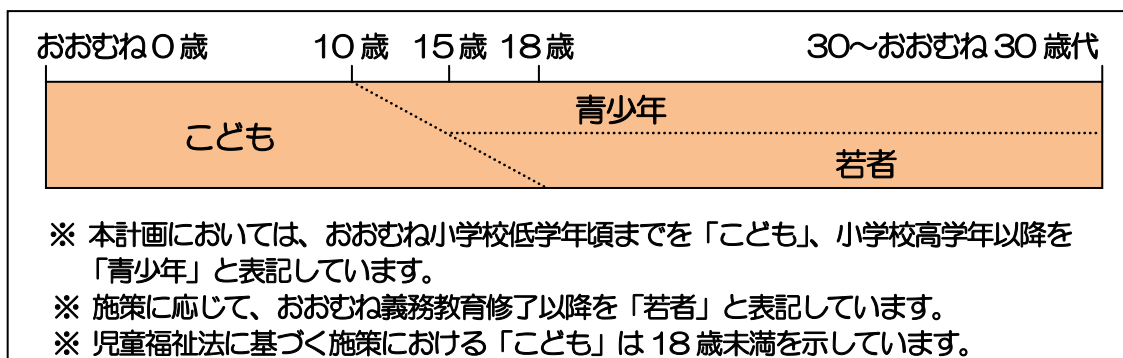 おおむね0歳 10歳 15歳 18歳 30～おおむね30歳代
青少年
こども
若者
※ 本計画においては、おおむね小学校低学年頃までを「こども」、小学校高学年以降を
「青少年」と表記しています。
※ 施策に応じて、おおむね義務教育修了以降を「若者」と表記しています。
※ 児童福祉法に基づく施策における「こども」は18歳未満を示しています。